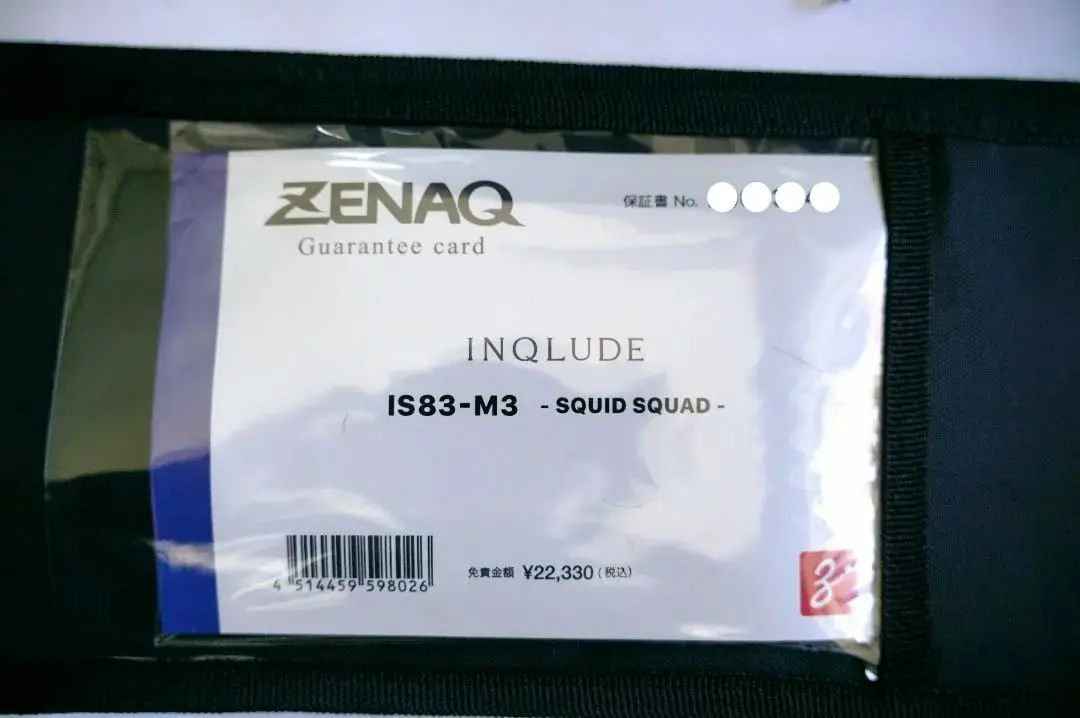 ZENAQ
保証書 No.
Guarantee card
INQLUDE
IS83-M3 - SQUID SQUAD -
4 514459 598026
免責金額 ¥22,330(税込)